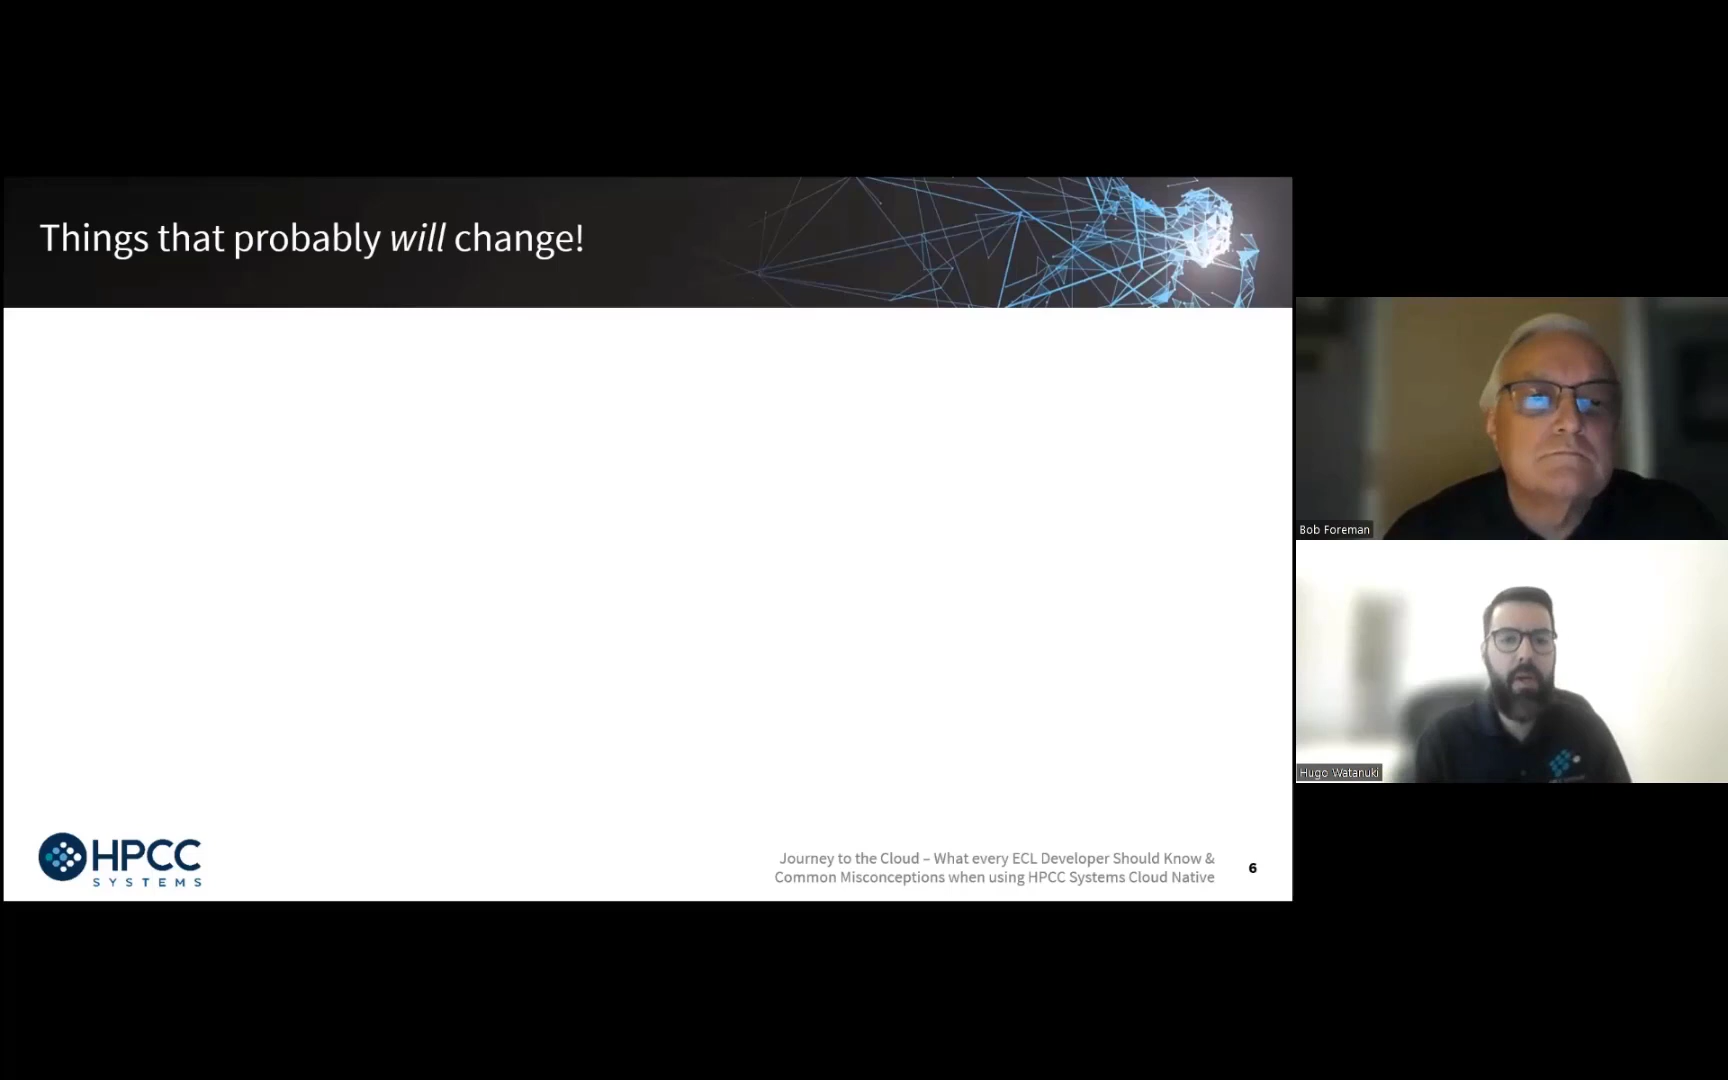 Things that probably will change!
HPCC
SYSTEMS
Journey to the Cloud – What every ECL Developer Should Know &
Common Misconceptions when using HPCC Systems Cloud Native
6
Bob Foreman
Hugo Watanuki